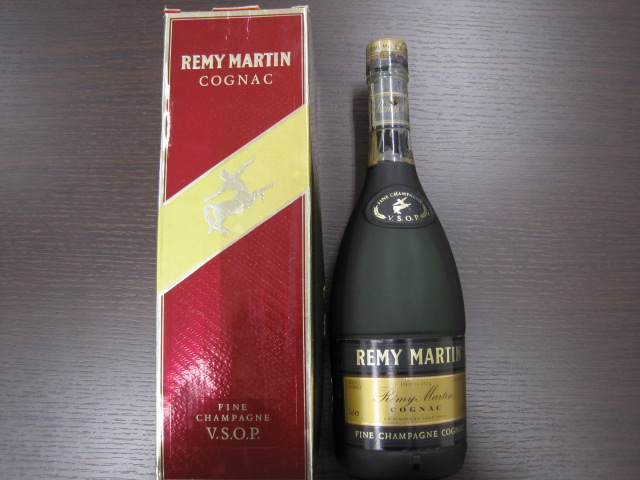 REMY MARTIN
COGNAC
FINE
CHAMPAGNE
V.S.O.P.
FINE CHAMPAGNE
V.S.O.P.
REMY MARTIN
Rémy Martin
COGNAC
FINE CHAMPAGNE COGNAC